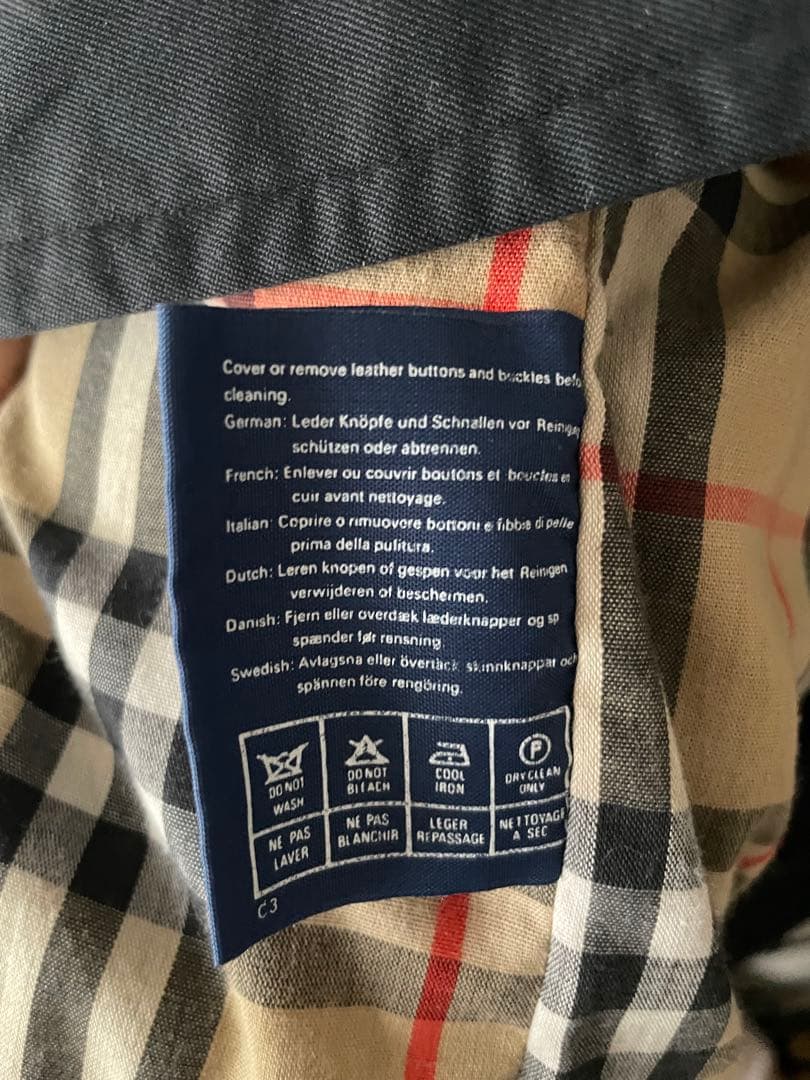 Cover or remove leather buttons and buckles befo
cleaning.
German: Leder Knöpfe und Schnallen vor Reinigu
schützen oder abtrennen.
French: Enlever ou couvrir boutons et boucles en
cuir avant nettoyage.
Italian: Coprire o rimuovere bottoni e fibbie di pelle
prima della pulitura.
Dutch: Leren knopen of gespen voor het Reinigen
verwijderen of beschermen.
Danish: Fjern eller overdæk læderknapper og sp
spænder før rensning.
Swedish: Avlagsna eller övertäck skinnknappar och
spännen före rengöring.
DO NOT WASH
DO NOT BLEACH
COOL IRON
P
DRY CLEAN ONLY
NE PAS LAVER
NE PAS BLANCHIR
LEGER REPASSAGE
NETTOYAGE A SEC
C3